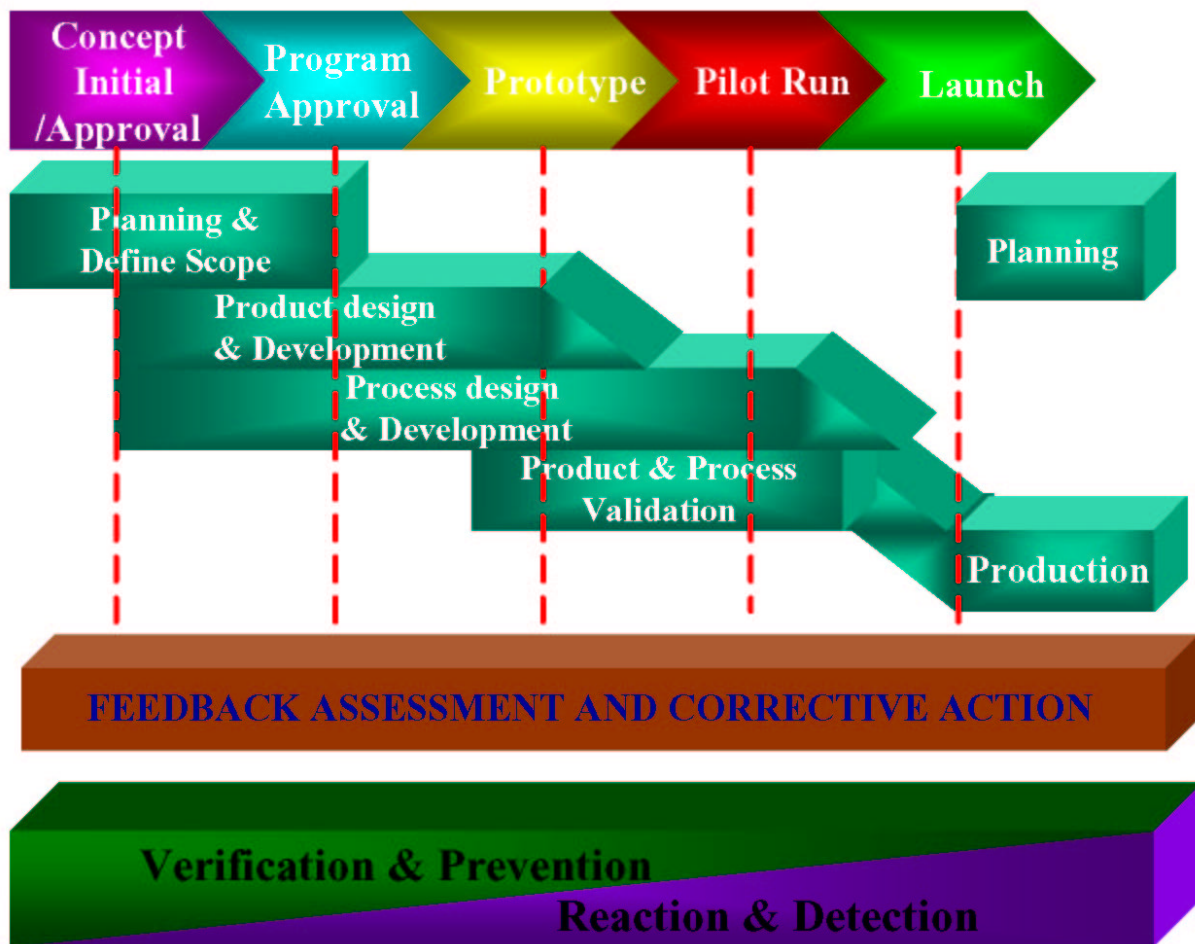 Concept
Initial
/Approval
Program
Approval
Prototype
Pilot Run
Launch
Planning &
Define Scope
Planning
Product design
& Development
Process design
& Development
Product & Process
Validation
Production
FEEDBACK ASSESSMENT AND CORRECTIVE ACTION
Verification & Prevention
Reaction & Detection